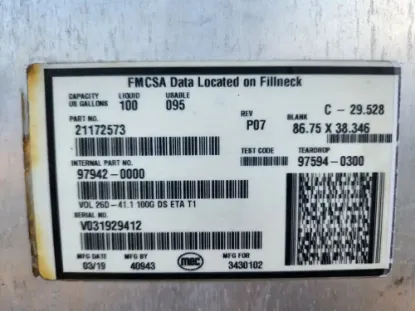 FMCSA Data Located on Fillneck
CAPACITY LIQUID USABLE
US GALLONS 100 095
C - 29.528
PART NO. REV BLANK
21172573 P07 86.75 X 38.346
TEST CODE TEARDROP
INTERNAL PART NO. 97594-0300
97942-0000
VOL 26D-41.1 100G DS ETA T1
SERIAL NO.
V031929412
MFG DATE MFG BY MFG FOR
03/19 40943 mec 3430102